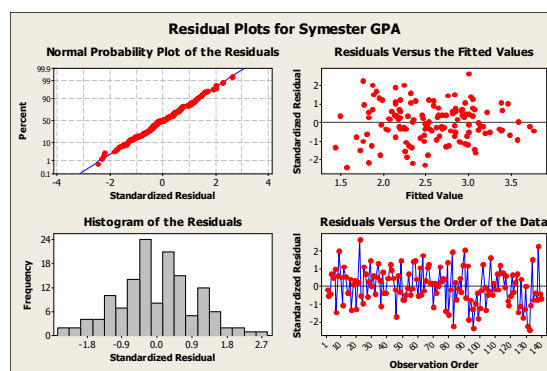 Residual Plots for Symester GPA
Normal Probability Plot of the Residuals
Percent
99.9
99
90
50
10
1
0.1
-4 -2 0 2 4
Standardized Residual
Residuals Versus the Fitted Values
Standardized Residual
2
1
0
-1
-2
1.5 2.0 2.5 3.0 3.5
Fitted Value
Histogram of the Residuals
Frequency
24
18
12
6
0
-1.8 -0.9 0.0 0.9 1.8 2.7
Standardized Residual
Residuals Versus the Order of the Data
Standardized Residual
2
1
0
-1
-2
1 10 20 30 40 50 60 70 80 90 100 110 120 130 140
Observation Order